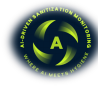 AI-DRIVEN SANITIZATION MONITORING
A
WHERE AI MEETS HYGIENE